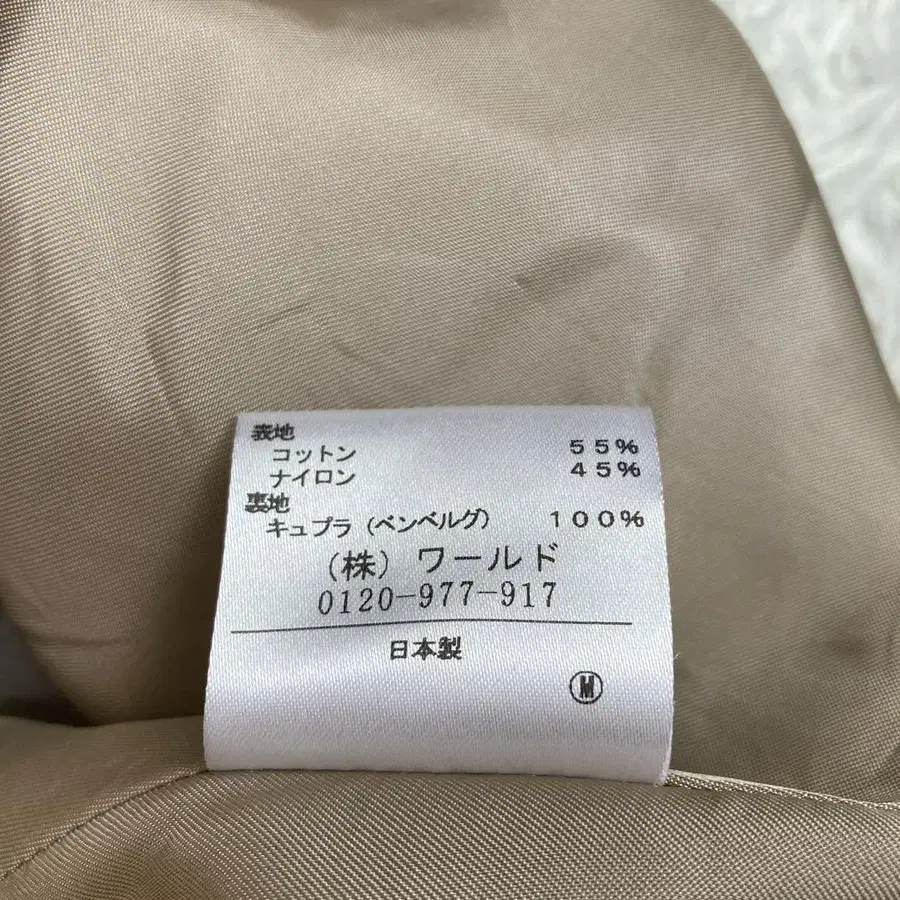 表地
コットン 55%
ナイロン 45%
裏地
キュプラ(ベンベルグ) 100%
(株)ワールド
0120-977-917
日本製
Ⓜ